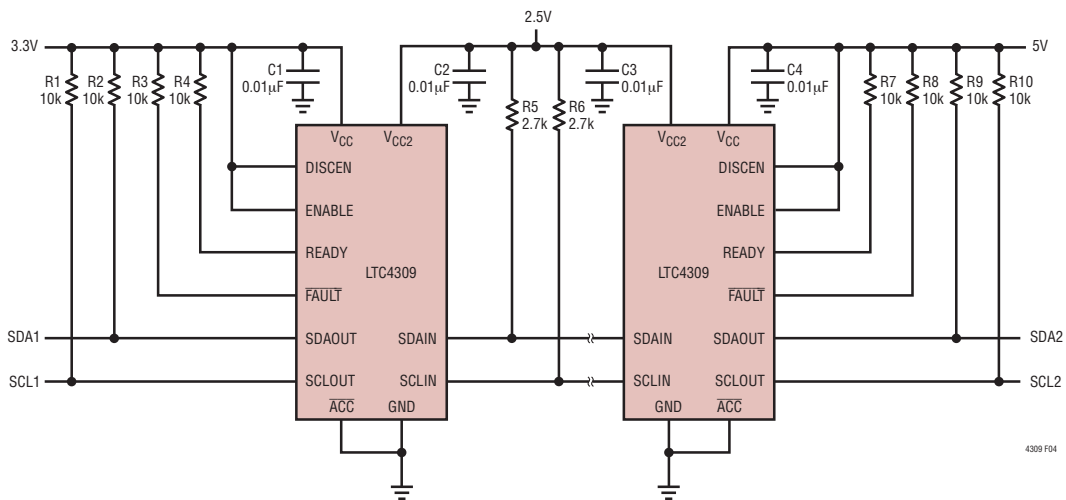 2.5V
3.3V
5V
R1
10k
R2
10k
R3
10k
R4
10k
C1
0.01µF
C2
0.01µF
R5
2.7k
R6
2.7k
C3
0.01µF
C4
0.01µF
R7
10k
R8
10k
R9
10k
R10
10k
VCC
VCC2
DISCEN
ENABLE
READY
LTC4309
FAULT
SDAOUT
SDAIN
SCLOUT
SCLIN
ACC
GND
VCC2
VCC
DISCEN
ENABLE
READY
LTC4309
FAULT
SDAIN
SDAOUT
SCLIN
SCLOUT
GND
ACC
SDA1
SCL1
SDA2
SCL2
4309 F04